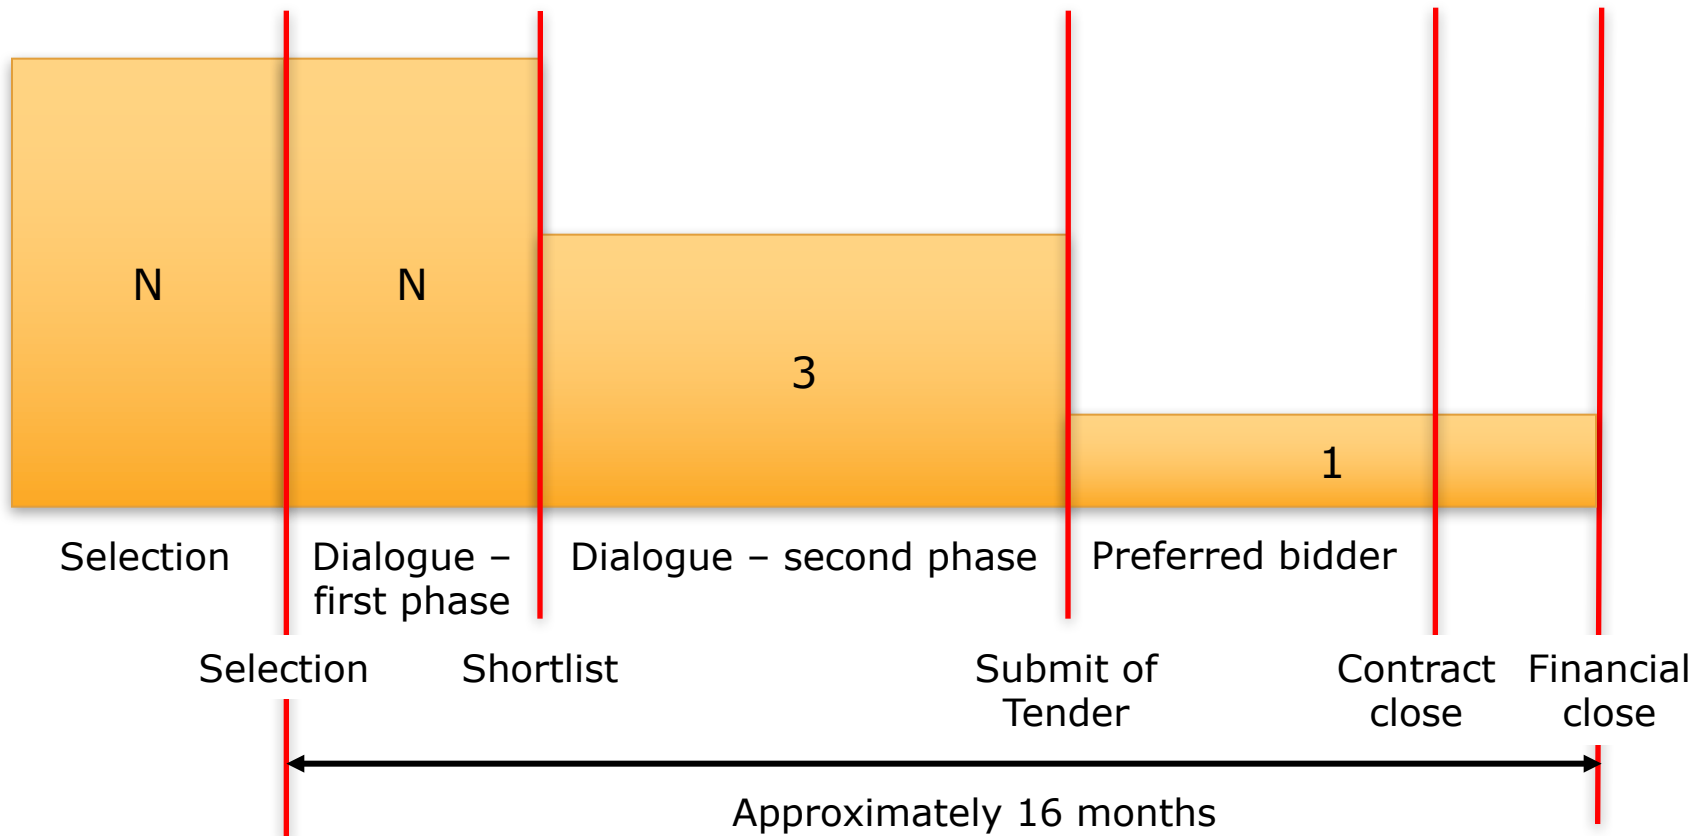 N
N
3
1
Selection
Dialogue –
first phase
Dialogue – second phase
Preferred bidder
Selection
Shortlist
Submit of
Tender
Contract
close
Financial
close
Approximately 16 months